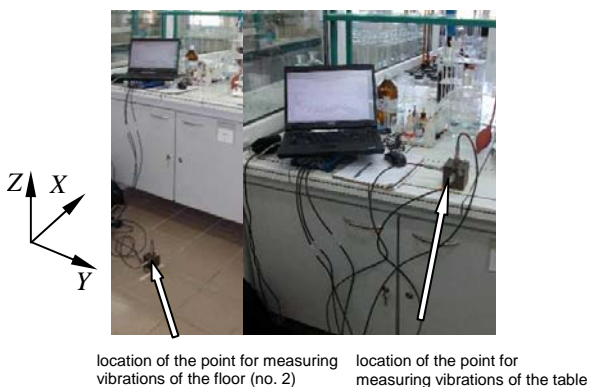 Z X
Y
location of the point for measuring
vibrations of the floor (no. 2)
location of the point for
measuring vibrations of the table